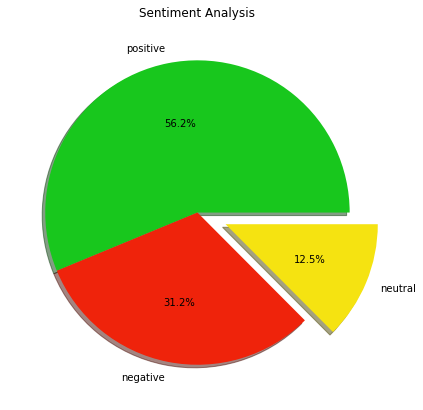 Sentiment Analysis
positive
56.2%
12.5%
neutral
31.2%
negative